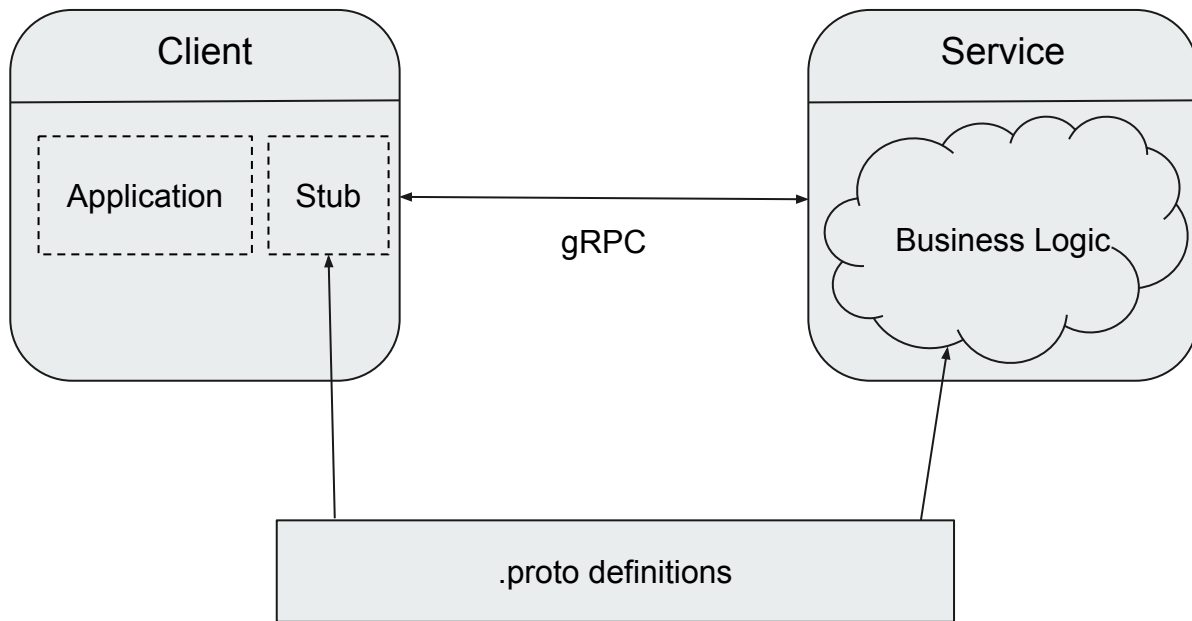 Client
Service
Application
Stub
gRPC
Business Logic
.proto definitions